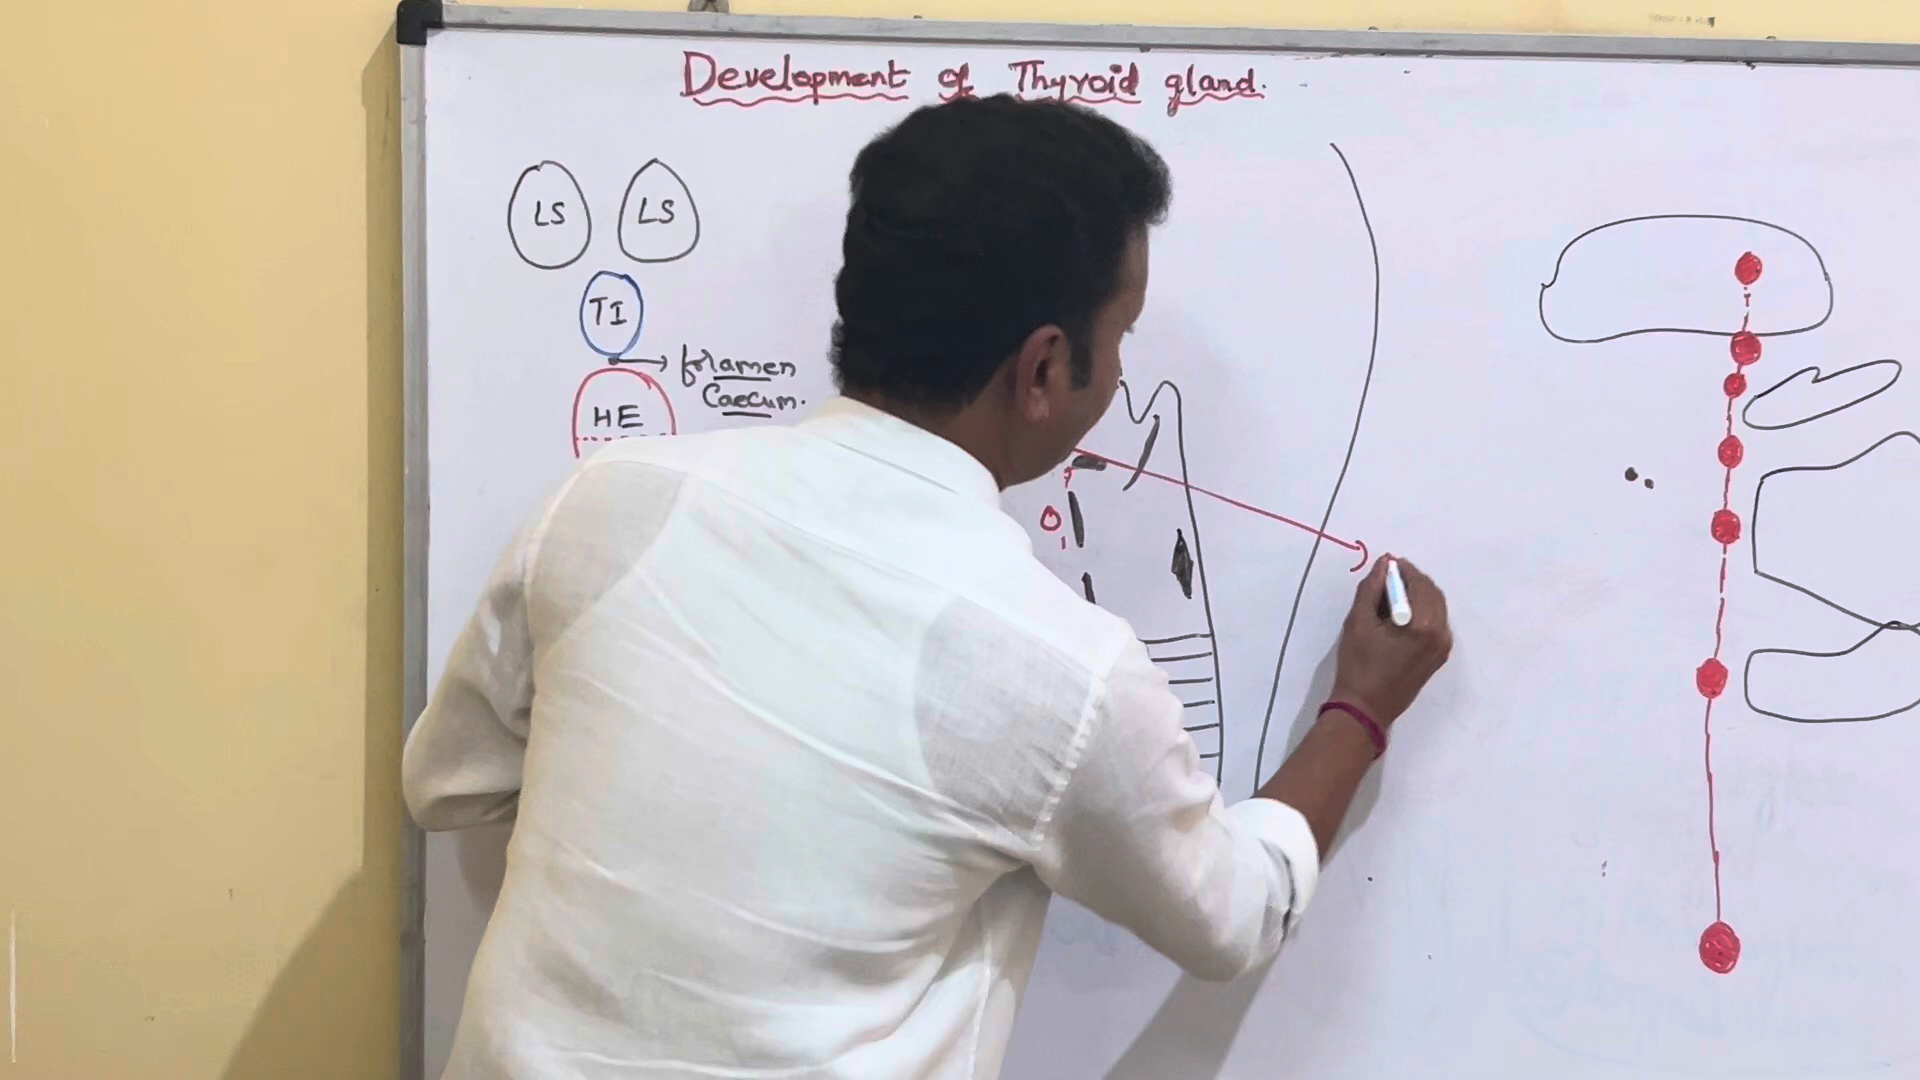 Development of Thyroid gland.
LS LS
TI
foramen
Caecum.
HE